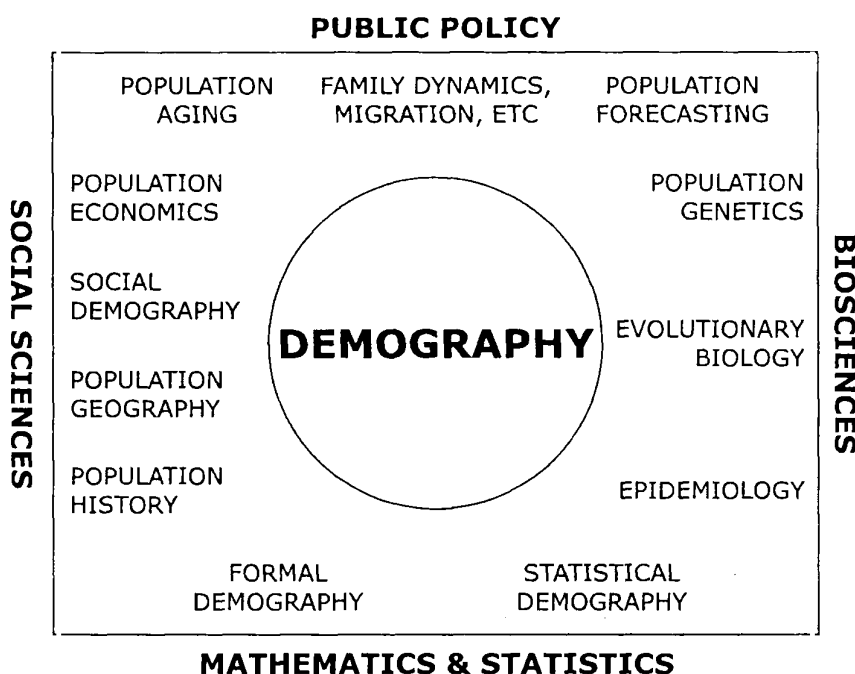 PUBLIC POLICY
POPULATION
AGING
FAMILY DYNAMICS,
MIGRATION, ETC
POPULATION
FORECASTING
SOCIAL SCIENCES
POPULATION
ECONOMICS
SOCIAL
DEMOGRAPHY
POPULATION
GEOGRAPHY
POPULATION
HISTORY
DEMOGRAPHY
POPULATION
GENETICS
EVOLUTIONARY
BIOLOGY
EPIDEMIOLOGY
BIOSCIENCES
FORMAL
DEMOGRAPHY
STATISTICAL
DEMOGRAPHY
MATHEMATICS & STATISTICS